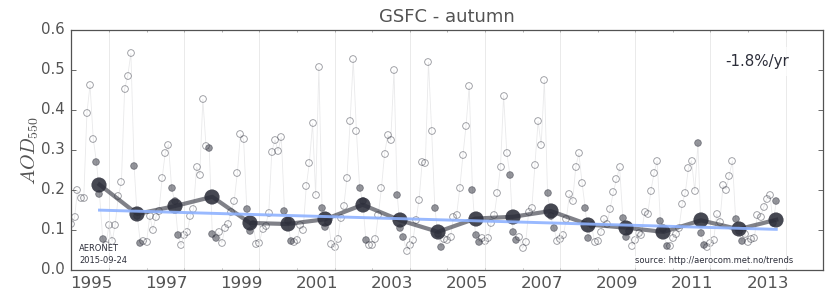 GSFC - autumn
0.6
-1.8%/yr
0.5
0.4
AOD550
0.3
0.2
0.1
AERONET
2015-09-24
source: http://aerocom.met.no/trends
0.0
1995 1997 1999 2001 2003 2005 2007 2009 2011 2013